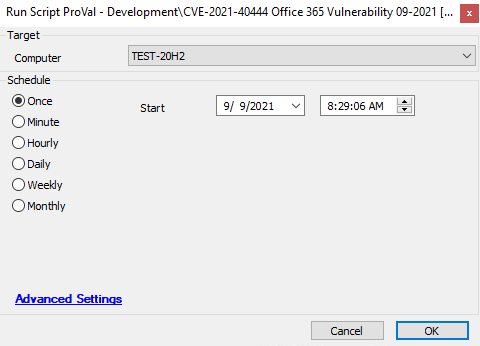 Run Script ProVal - Development\CVE-2021-40444 Office 365 Vulnerability 09-2021 [...
Target
Computer
TEST-20H2
Schedule
Once
Start
9/ 9/2021
8:29:06 AM
Minute
Hourly
Daily
Weekly
Monthly
Advanced Settings
Cancel
OK